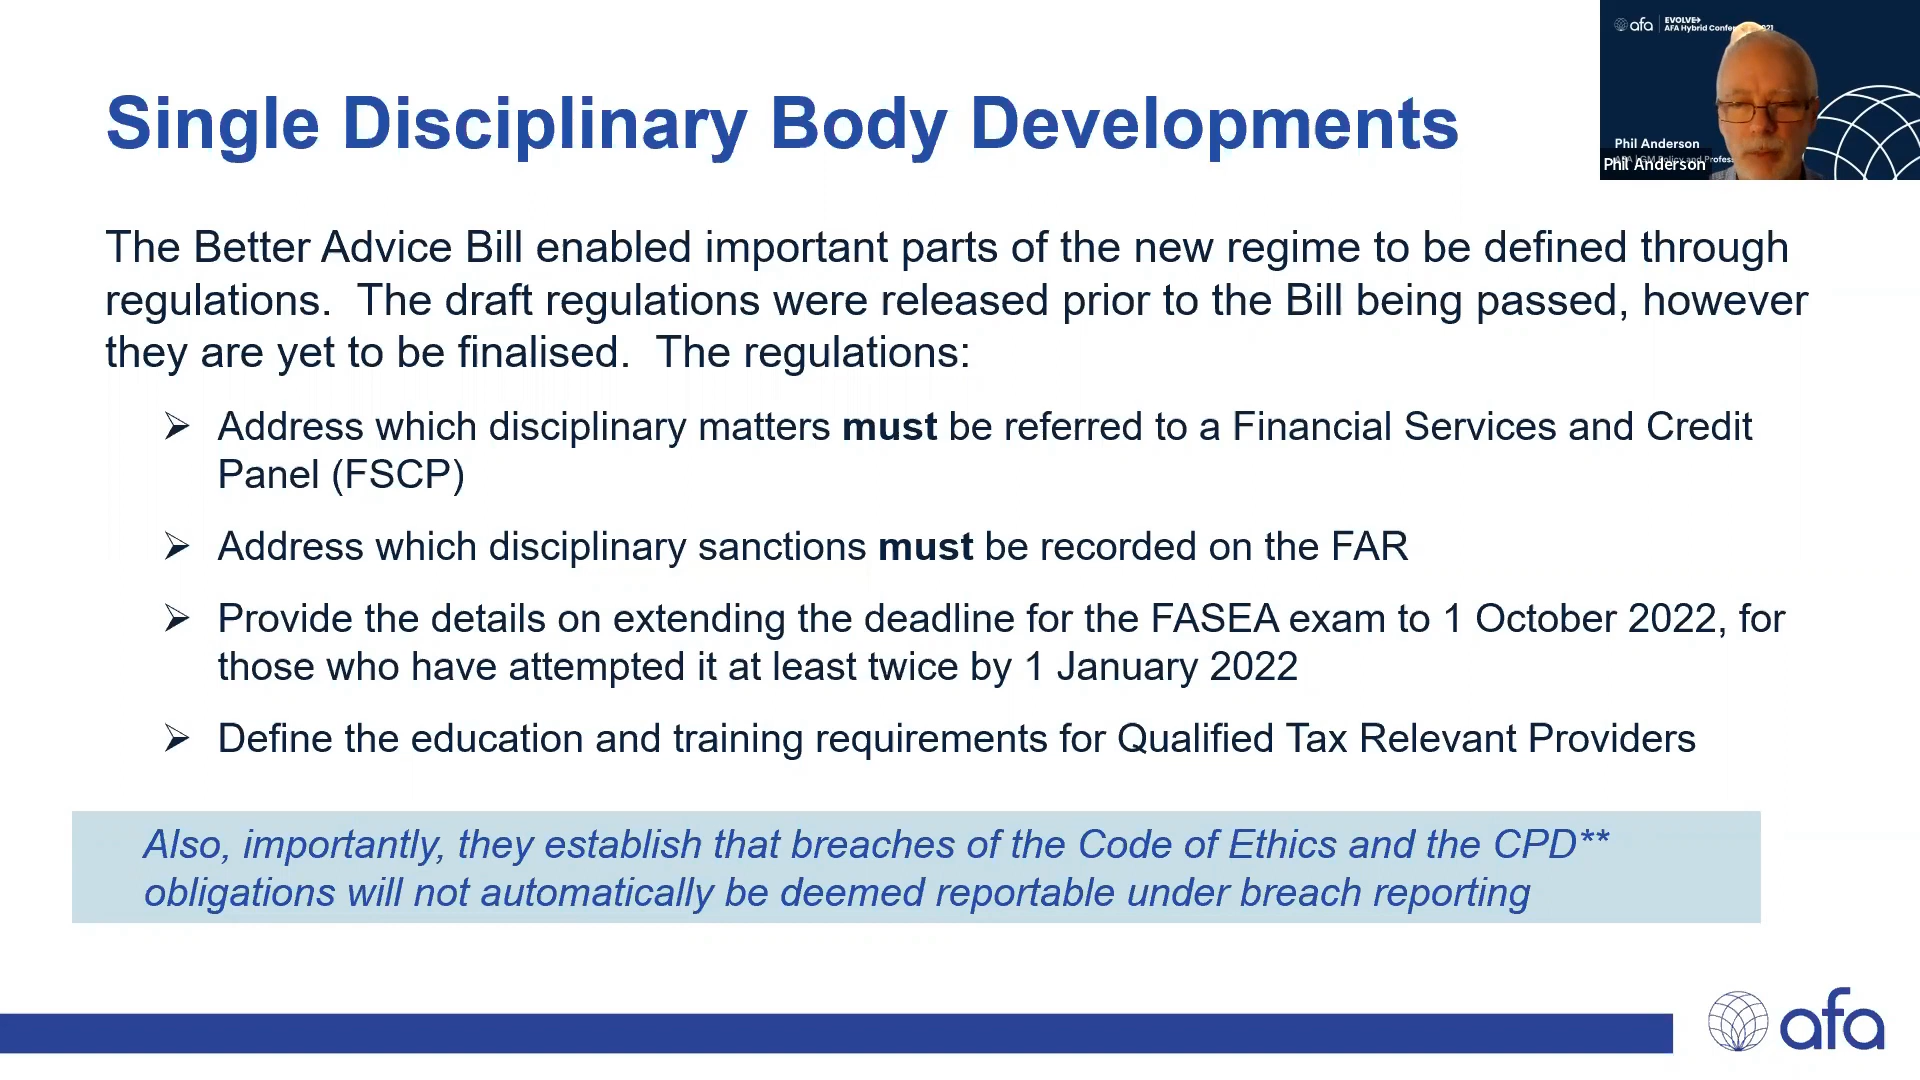 afa
EVOLVE
AFA Hybrid Confe 2021
Single Disciplinary Body Developments
Phil Anderson
AFA | GM Policy and Profess
Phil Anderson
The Better Advice Bill enabled important parts of the new regime to be defined through
regulations. The draft regulations were released prior to the Bill being passed, however
they are yet to be finalised. The regulations:
Address which disciplinary matters must be referred to a Financial Services and Credit
Panel (FSCP)
Address which disciplinary sanctions must be recorded on the FAR
Provide the details on extending the deadline for the FASEA exam to 1 October 2022, for
those who have attempted it at least twice by 1 January 2022
Define the education and training requirements for Qualified Tax Relevant Providers
Also, importantly, they establish that breaches of the Code of Ethics and the CPD**
obligations will not automatically be deemed reportable under breach reporting
afa